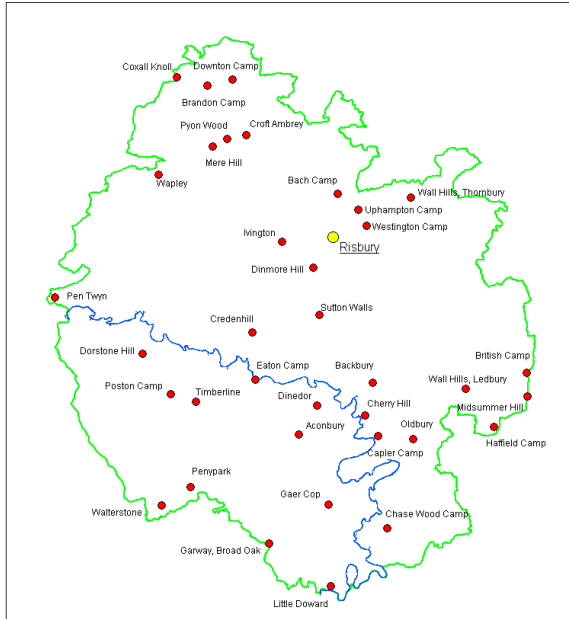 Coxall Knoll
Downton Camp
Brandon Camp
Pyon Wood
Croft Ambrey
Mere Hill
Wapley
Bach Camp
Wall Hills, Thornbury
Uphampton Camp
Westington Camp
Ivington
Risbury
Dinmore Hill
Pen Twyn
Sutton Walls
Credenhill
Dorstone Hill
British Camp
Eaton Camp
Backbury
Wall Hills, Ledbury
Poston Camp
Timberline
Dinedor
Cherry Hill
Midsummer Hill
Aconbury
Oldbury
Haffield Camp
Capler Camp
Penypark
Gaer Cop
Walterstone
Chase Wood Camp
Garway, Broad Oak
Little Doward